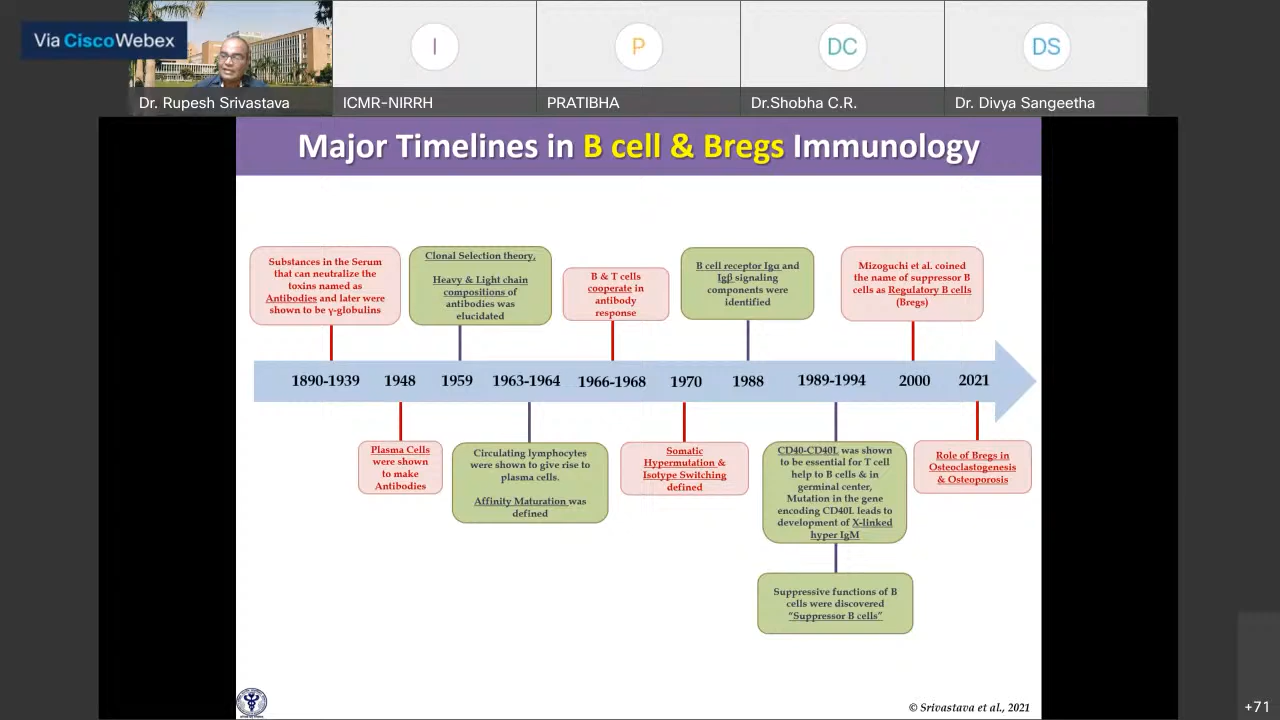 Via CiscoWebex
I
P
DC
DS
Dr. Rupesh Srivastava
ICMR-NIRRH
PRATIBHA
Dr.Shobha C.R.
Dr. Divya Sangeetha
Major Timelines in B cell & Bregs Immunology
Substances in the Serum
that can neutralize the
toxins named as
Antibodies and later were
shown to be γ-globulins
Clonal Selection theory,
Heavy & Light chain
compositions of
antibodies was
elucidated
B & T cells
cooperate in
antibody
response
B cell receptor Igα and
Igβ signaling
components were
identified
Mizoguchi et al. coined
the name of suppressor B
cells as Regulatory B cells
(Bregs)
1890-1939
1948
1959
1963-1964
1966-1968
1970
1988
1989-1994
2000
2021
Plasma Cells
were shown
to make
Antibodies
Circulating lymphocytes
were shown to give rise to
plasma cells.
Affinity Maturation was
defined
Somatic
Hypermutation &
Isotype Switching
defined
CD40-CD40L was shown
to be essential for T cell
help to B cells & in
germinal center,
Mutation in the gene
encoding CD40L leads to
development of X-linked
hyper IgM
Role of Bregs in
Osteoclastogenesis
& Osteoporosis
Suppressive functions of B
cells were discovered
“Suppressor B cells”
© Srivastava et al., 2021
+71